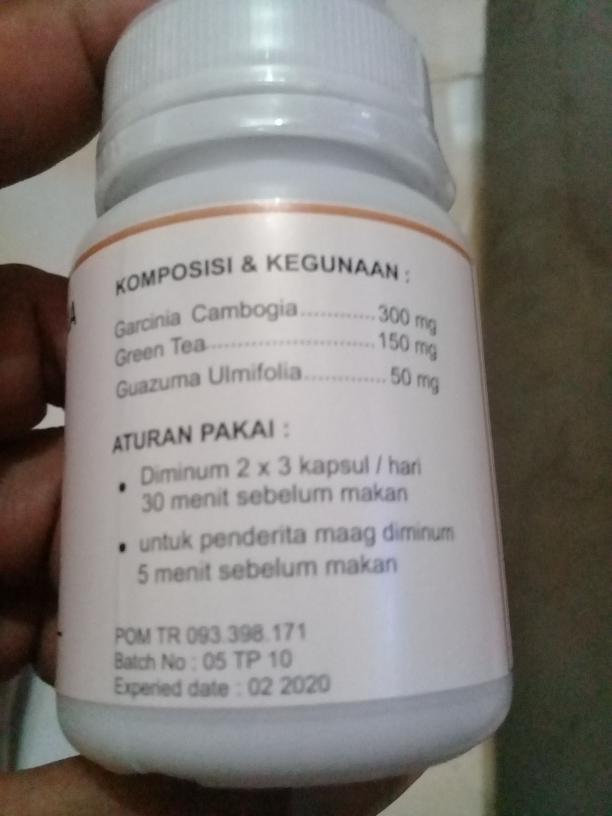 KOMPOSISI & KEGUNAAN :
Garcinia Cambogia............300 mg
Green Tea..........................150 mg
Guazuma Ulmifolia.............50 mg
ATURAN PAKAI :
• Diminum 2 x 3 kapsul / hari
30 menit sebelum makan
• untuk penderita maag diminum
5 menit sebelum makan
POM TR 093.398.171
Batch No : 05 TP 10
Experied date : 02 2020